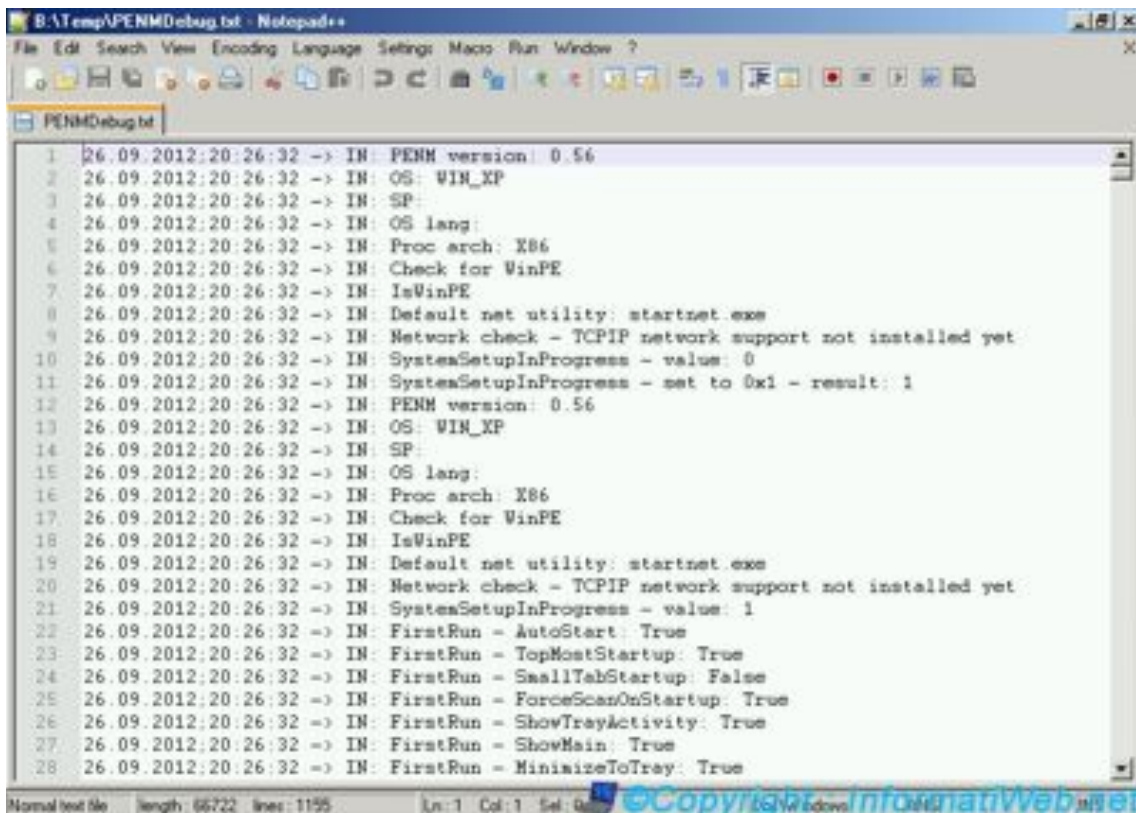 B:\Temp\PENMDebug.txt - Notepad++
File Edit Search View Encoding Language Settings Macro Run Window ?
PENMDebug.txt
1 26.09.2012;20:26:32 -> IN: PENM version: 0.56
2 26.09.2012;20:26:32 -> IN: OS: WIN_XP
3 26.09.2012;20:26:32 -> IN: SP:
4 26.09.2012;20:26:32 -> IN: OS lang:
5 26.09.2012;20:26:32 -> IN: Proc arch: X86
6 26.09.2012;20:26:32 -> IN: Check for WinPE
7 26.09.2012;20:26:32 -> IN: IsWinPE
8 26.09.2012;20:26:32 -> IN: Default net utility: startnet.exe
9 26.09.2012;20:26:32 -> IN: Network check - TCPIP network support not installed yet
10 26.09.2012;20:26:32 -> IN: SystemSetupInProgress - value: 0
11 26.09.2012;20:26:32 -> IN: SystemSetupInProgress - set to 0x1 - result: 1
12 26.09.2012;20:26:32 -> IN: PENM version: 0.56
13 26.09.2012;20:26:32 -> IN: OS: WIN_XP
14 26.09.2012;20:26:32 -> IN: SP:
15 26.09.2012;20:26:32 -> IN: OS lang:
16 26.09.2012;20:26:32 -> IN: Proc arch: X86
17 26.09.2012;20:26:32 -> IN: Check for WinPE
18 26.09.2012;20:26:32 -> IN: IsWinPE
19 26.09.2012;20:26:32 -> IN: Default net utility: startnet.exe
20 26.09.2012;20:26:32 -> IN: Network check - TCPIP network support not installed yet
21 26.09.2012;20:26:32 -> IN: SystemSetupInProgress - value: 1
22 26.09.2012;20:26:32 -> IN: FirstRun - AutoStart: True
23 26.09.2012;20:26:32 -> IN: FirstRun - TopMostStartup: True
24 26.09.2012;20:26:32 -> IN: FirstRun - SmallTabStartup: False
25 26.09.2012;20:26:32 -> IN: FirstRun - ForceScanOnStartup: True
26 26.09.2012;20:26:32 -> IN: FirstRun - ShowTrayActivity: True
27 26.09.2012;20:26:32 -> IN: FirstRun - ShowMain: True
28 26.09.2012;20:26:32 -> IN: FirstRun - MinimizeToTray: True
Normal text file length: 66722 lines: 1155 Ln: 1 Col: 1 Sel:
©Copyright : InformatiWeb.net